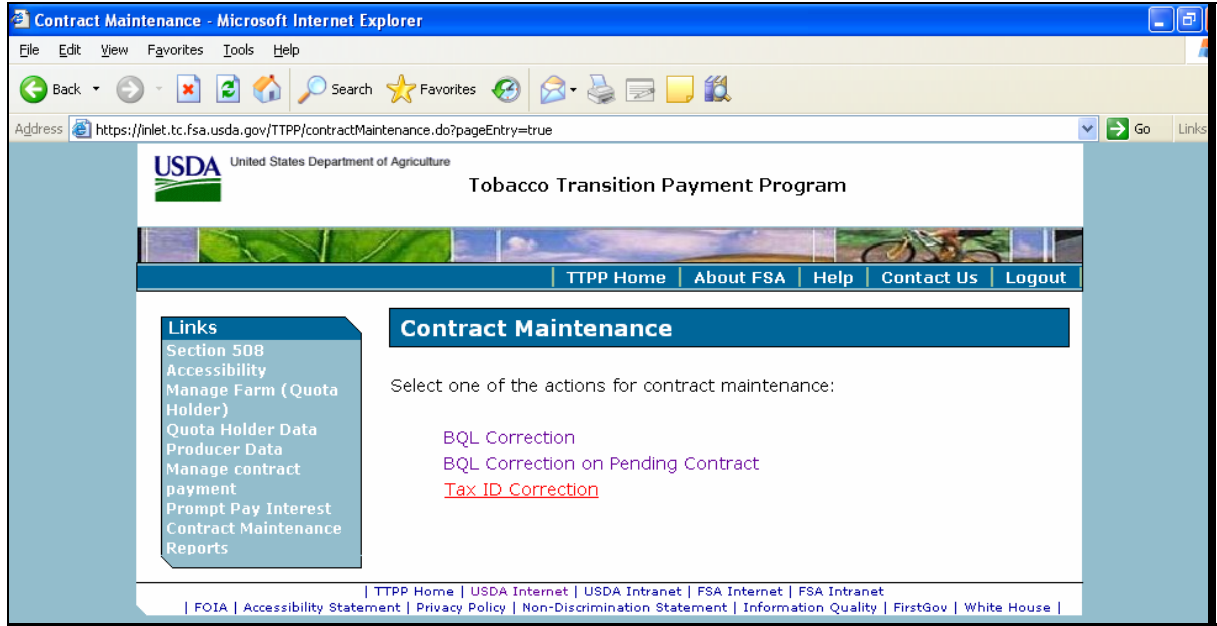 Contract Maintenance - Microsoft Internet Explorer
File Edit View Favorites Tools Help
Back Search Favorites
Address https://inlet.tc.fsa.usda.gov/TTPP/contractMaintenance.do?pageEntry=true Go Links
USDA United States Department of Agriculture
Tobacco Transition Payment Program
TTPP Home | About FSA | Help | Contact Us | Logout
Links
Section 508
Accessibility
Manage Farm (Quota
Holder)
Quota Holder Data
Producer Data
Manage contract
payment
Prompt Pay Interest
Contract Maintenance
Reports
Contract Maintenance
Select one of the actions for contract maintenance:
BQL Correction
BQL Correction on Pending Contract
Tax ID Correction
| TTPP Home | USDA Internet | USDA Intranet | FSA Internet | FSA Intranet
| FOIA | Accessibility Statement | Privacy Policy | Non-Discrimination Statement | Information Quality | FirstGov | White House |